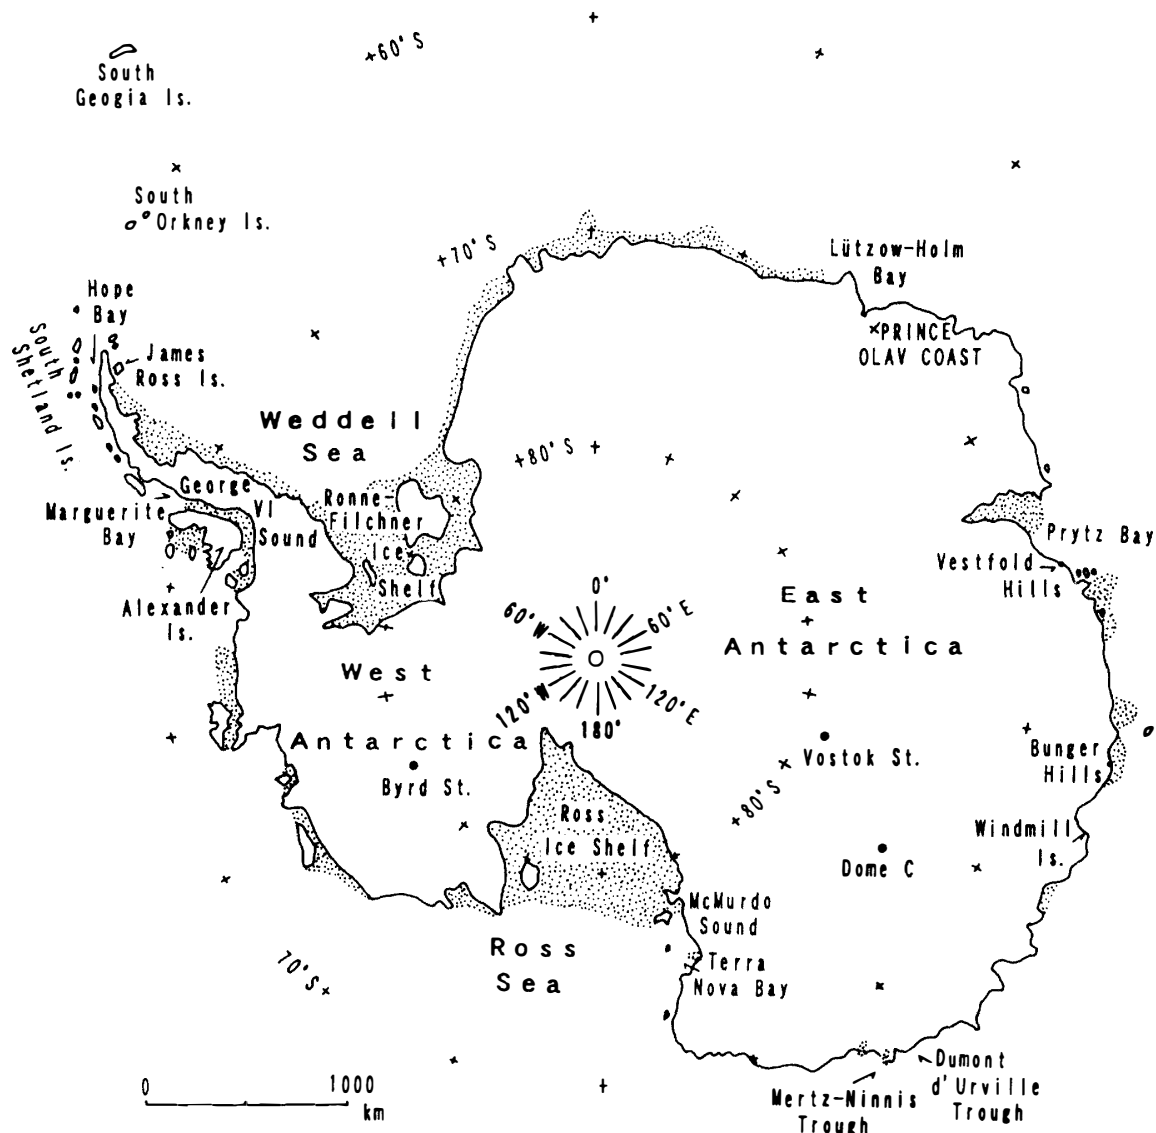 60° S
South
Geogia Is.
South
Orkney Is.
70° S
Lützow-Holm
Bay
Hope
Bay
PRINCE
OLAV COAST
South
Shetland Is.
James
Ross Is.
Weddell
Sea
80° S
George
VI
Sound
Ronne-
Filchner
Ice
Shelf
Marguerite
Bay
Prytz Bay
Vestfold
Hills
Alexander
Is.
0°
60° W
60° E
East
Antarctica
West
Antarctica
120° W
180°
120° E
Vostok St.
Bunger
Hills
Byrd St.
80° S
Ross
Ice Shelf
Windmill
Is.
Dome C
McMurdo
Sound
Ross
Sea
Terra
Nova Bay
70° S
0
1000
km
Dumont
d'Urville
Trough
Mertz-Ninnis
Trough